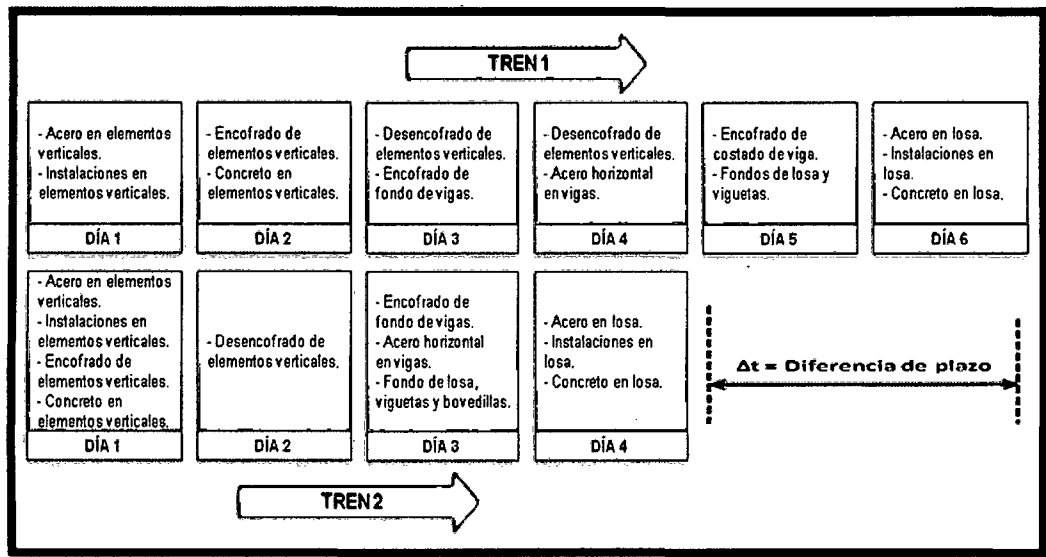 TREN 1
- Acero en elementos
verticales.
- Instalaciones en
elementos verticales.
DÍA 1
- Encofrado de
elementos verticales.
- Concreto en
elementos verticales.
DÍA 2
- Desencofrado de
elementos verticales.
- Encofrado de
fondo de vigas.
DÍA 3
- Desencofrado de
elementos verticales.
- Acero horizontal
en vigas.
DÍA 4
- Encofrado de
costado de viga.
- Fondos de losa y
viguetas.
DÍA 5
- Acero en losa.
- Instalaciones en
losa.
- Concreto en losa.
DÍA 6
- Acero en elementos
verticales.
- Instalaciones en
elementos verticales.
- Encofrado de
elementos verticales.
- Concreto en
elementos verticales.
DÍA 1
- Desencofrado de
elementos verticales.
DÍA 2
- Encofrado de
fondo de vigas.
- Acero horizontal
en vigas.
- Fondo de losa,
viguetas y bovedillas.
DÍA 3
- Acero en losa.
- Instalaciones en
losa.
- Concreto en losa.
DÍA 4
Δt = Diferencia de plazo
TREN 2